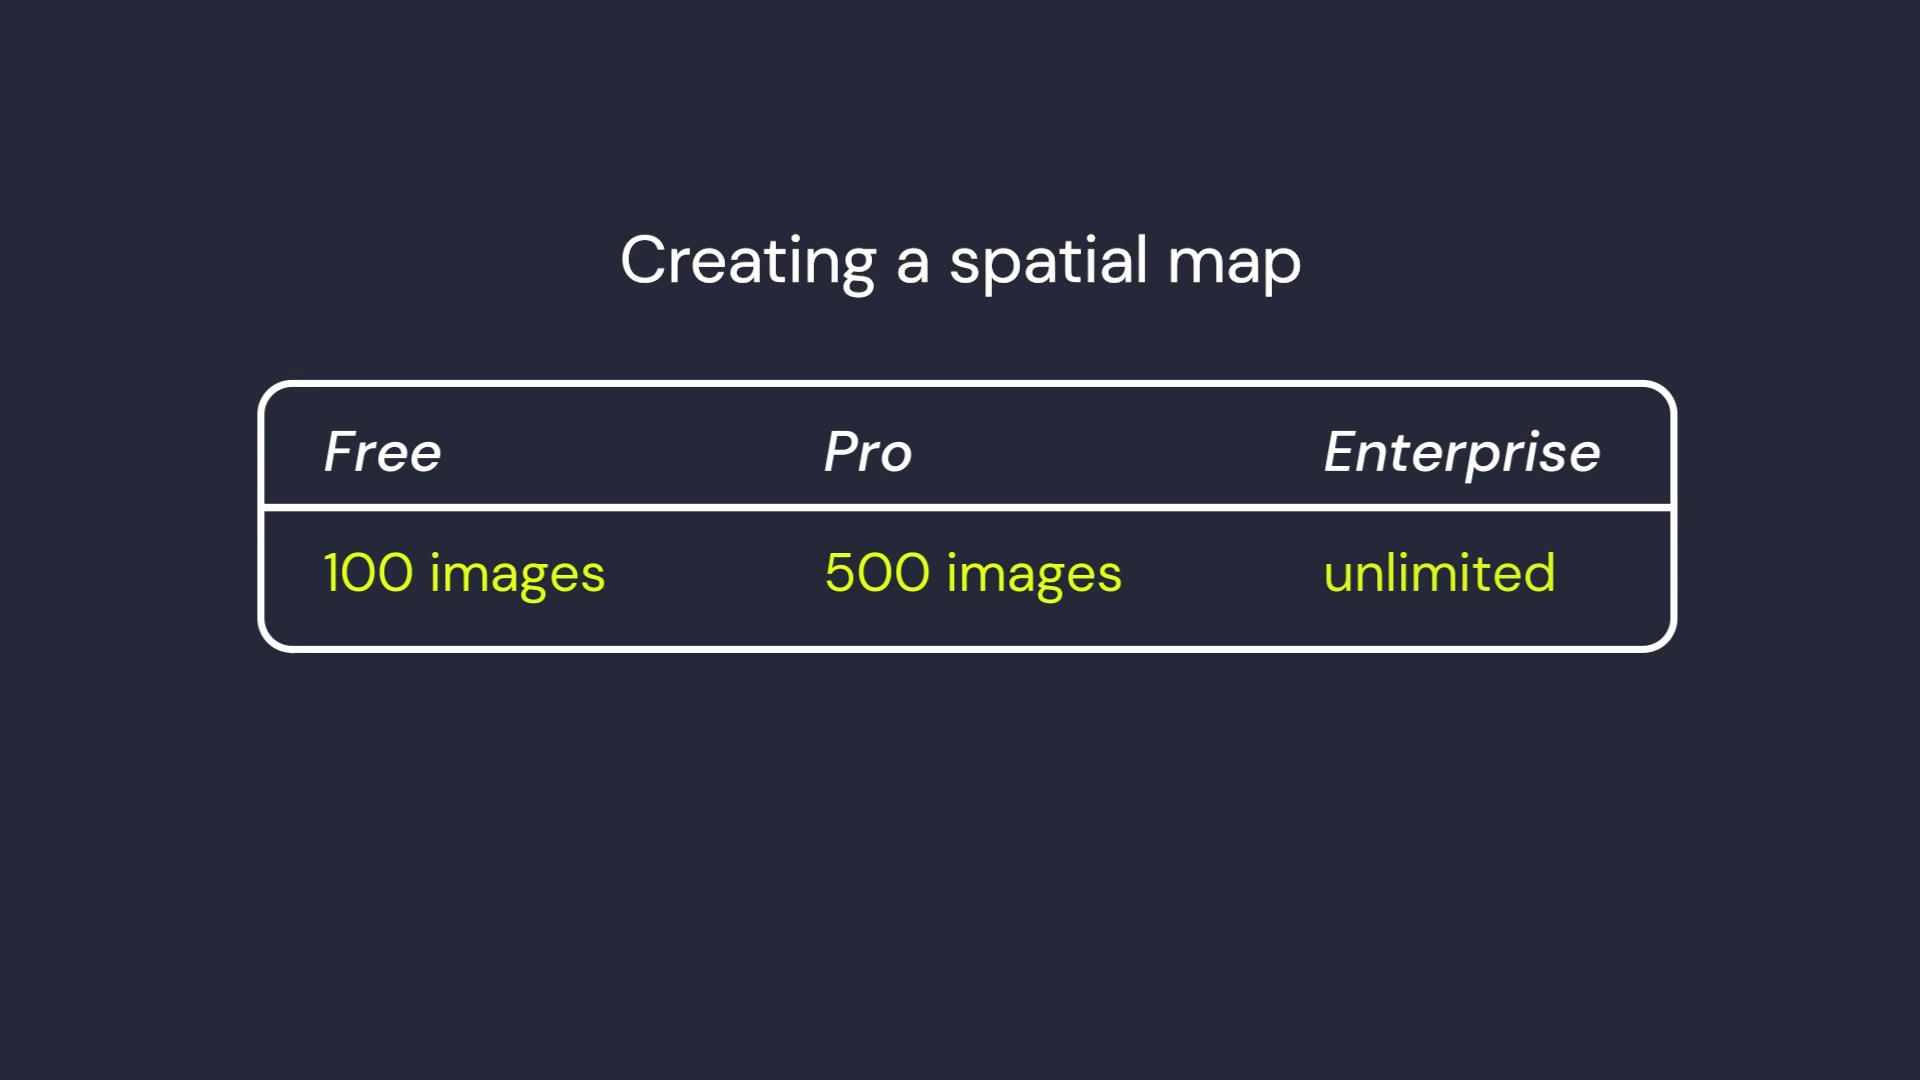 Creating a spatial map
Free Pro Enterprise
100 images 500 images unlimited